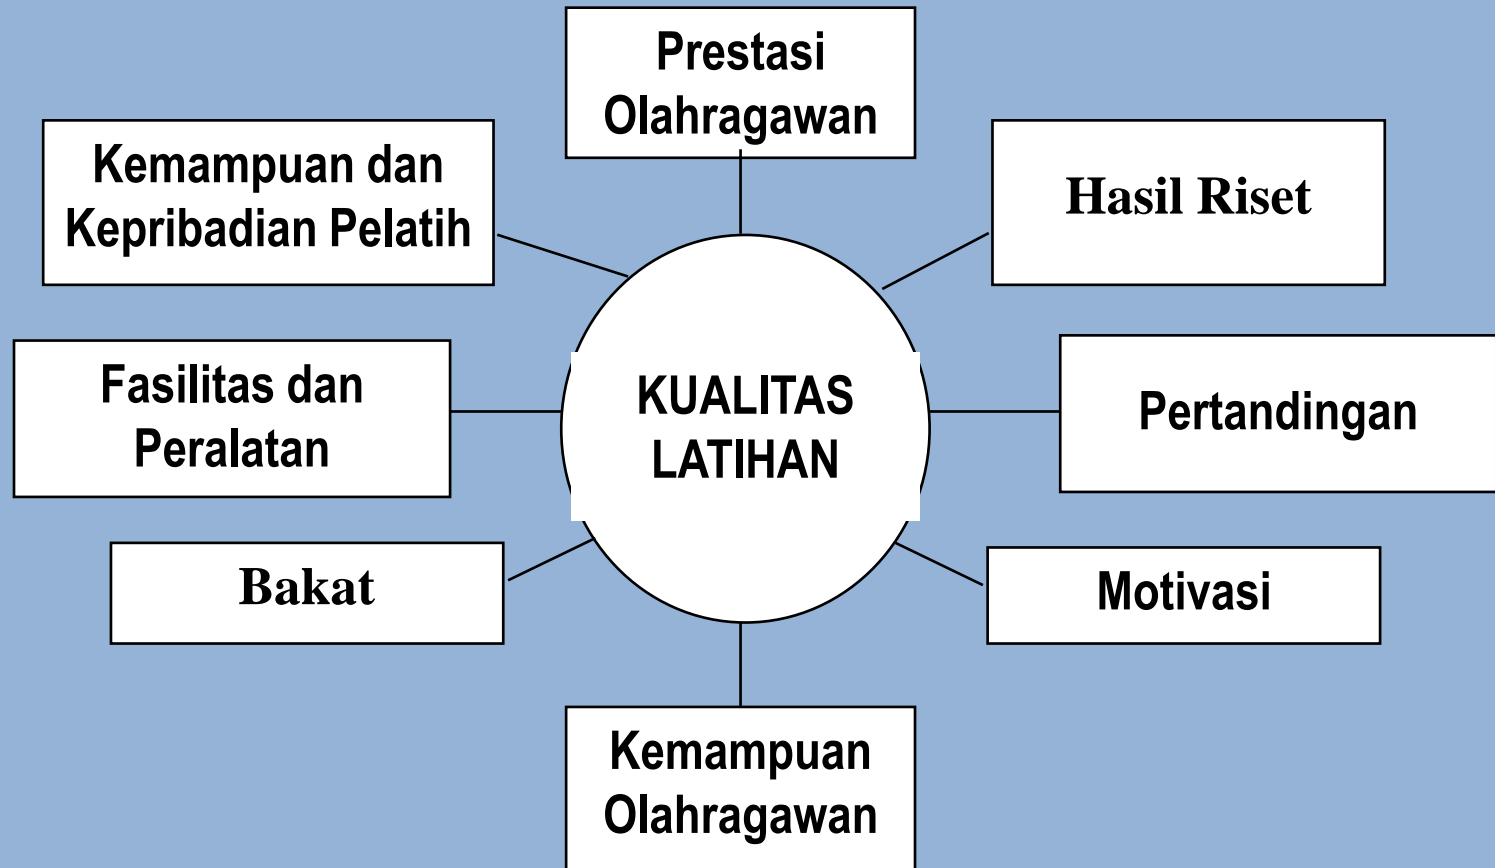 Prestasi
Olahragawan
Kemampuan dan
Kepribadian Pelatih
Hasil Riset
Fasilitas dan
Peralatan
KUALITAS
LATIHAN
Pertandingan
Bakat
Motivasi
Kemampuan
Olahragawan